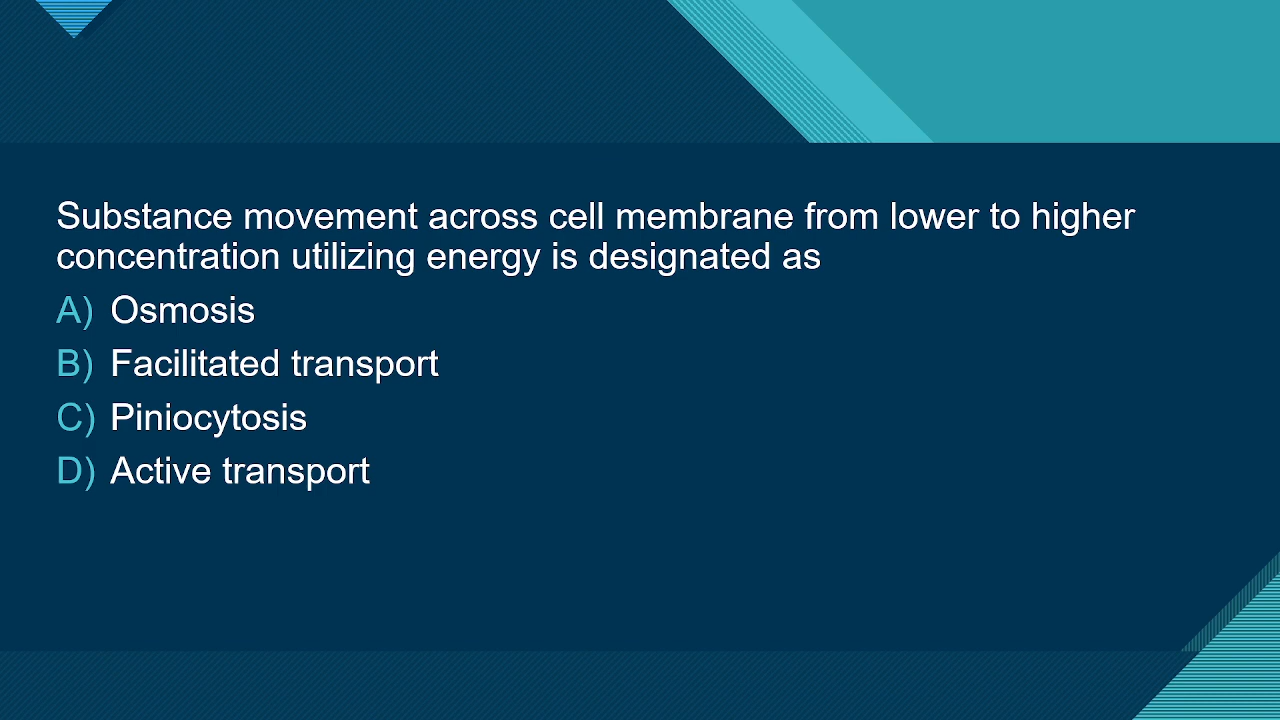 Substance movement across cell membrane from lower to higher
concentration utilizing energy is designated as
A) Osmosis
B) Facilitated transport
C) Piniocytosis
D) Active transport